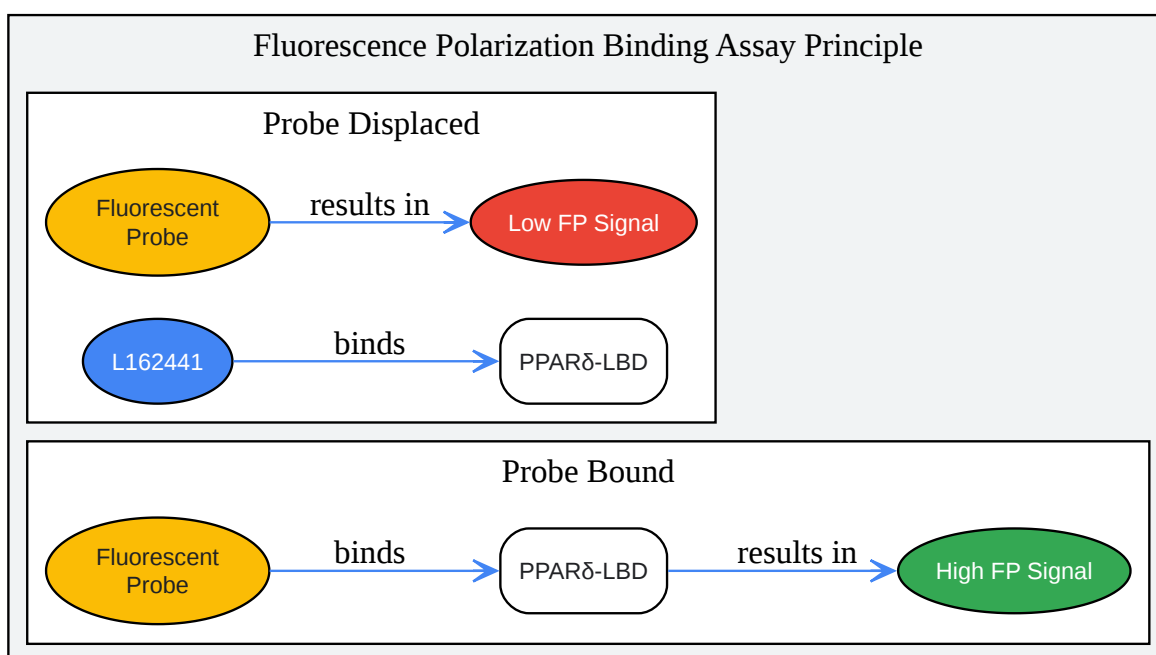 Fluorescence Polarization Binding Assay Principle
Probe Displaced
Fluorescent
Probe
results in
Low FP Signal
L162441
binds
PPARδ-LBD
Probe Bound
Fluorescent
Probe
binds
PPARδ-LBD
results in
High FP Signal